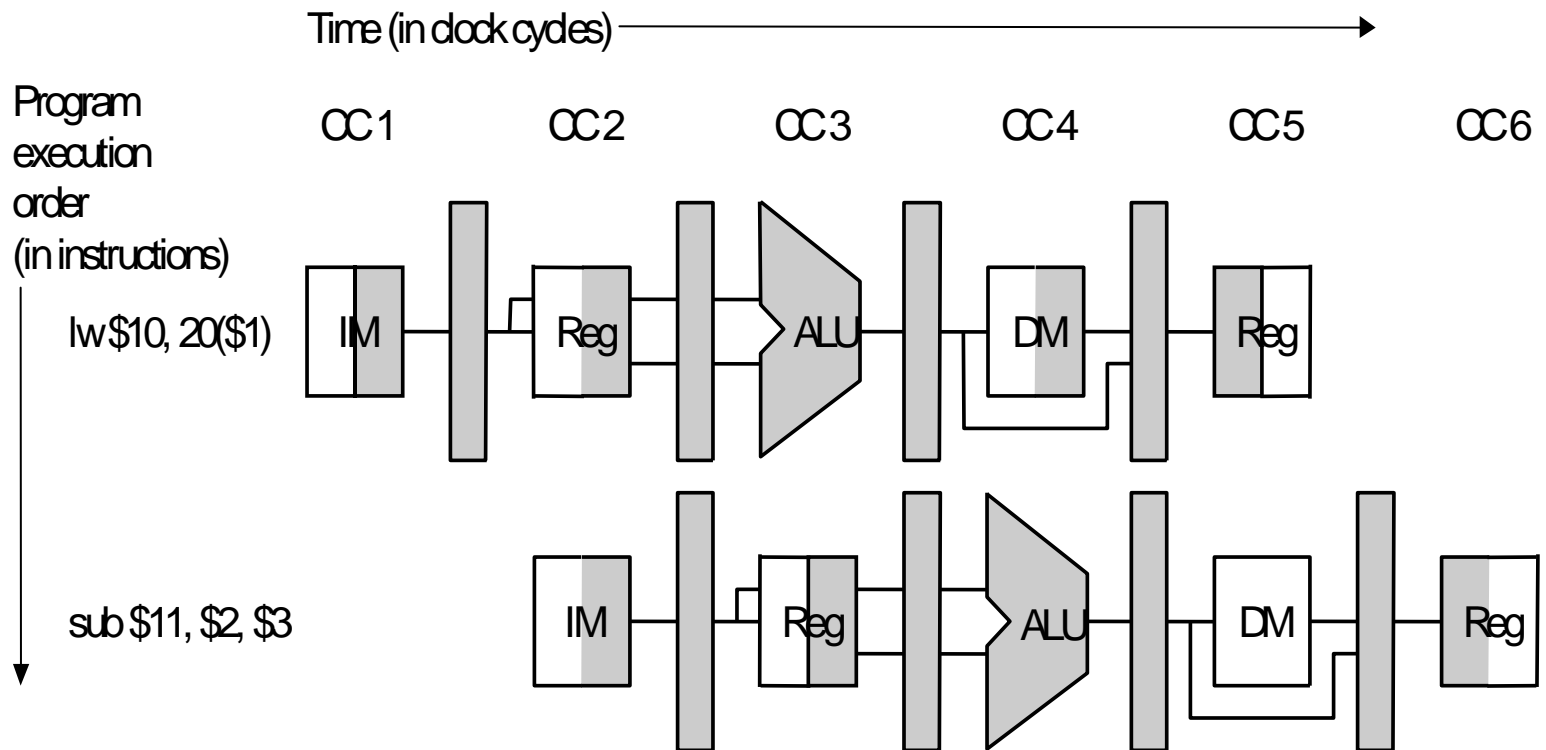 Time (in clock cycles)
Program
execution
order
(in instructions)
CC 1 CC 2 CC 3 CC 4 CC 5 CC 6
lw $10, 20($1)
IM Reg ALU DM Reg
sub $11, $2, $3
IM Reg ALU DM Reg